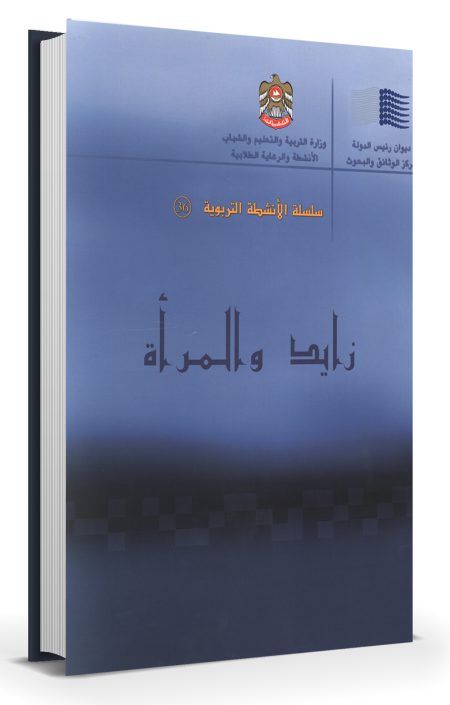 ديوان رئيس الدولة
ركز الوثائق والبحوث
وزارة التربية والتعليم والشباب
الأنشطة والرعاية الطلابية
سلسلة الأنشطة التربوية 36
زايد والمرأة